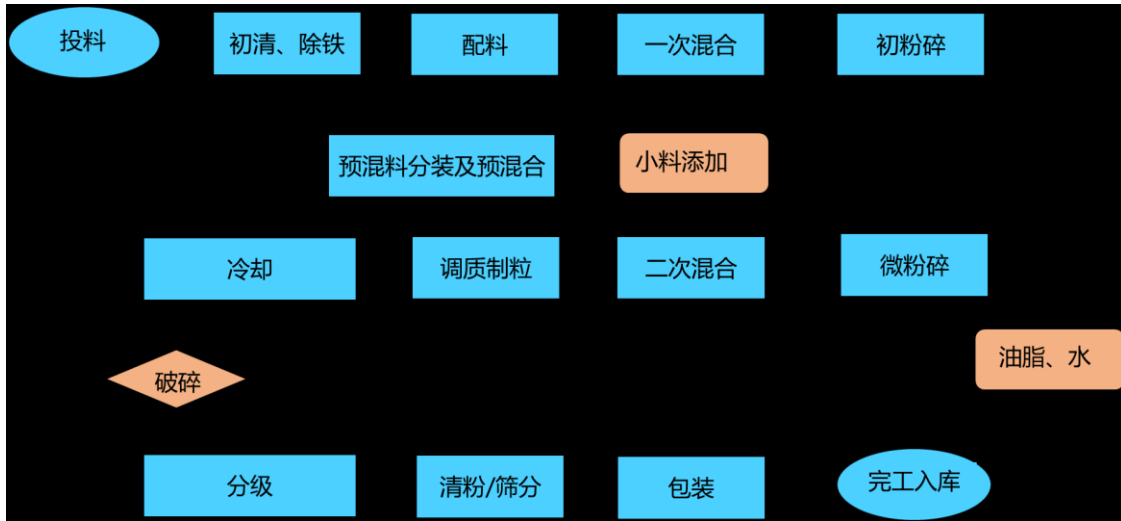 投料
初清、除铁
配料
一次混合
初粉碎
预混料分装及预混合
小料添加
冷却
调质制粒
二次混合
微粉碎
油脂、水
破碎
分级
清粉/筛分
包装
完工入库